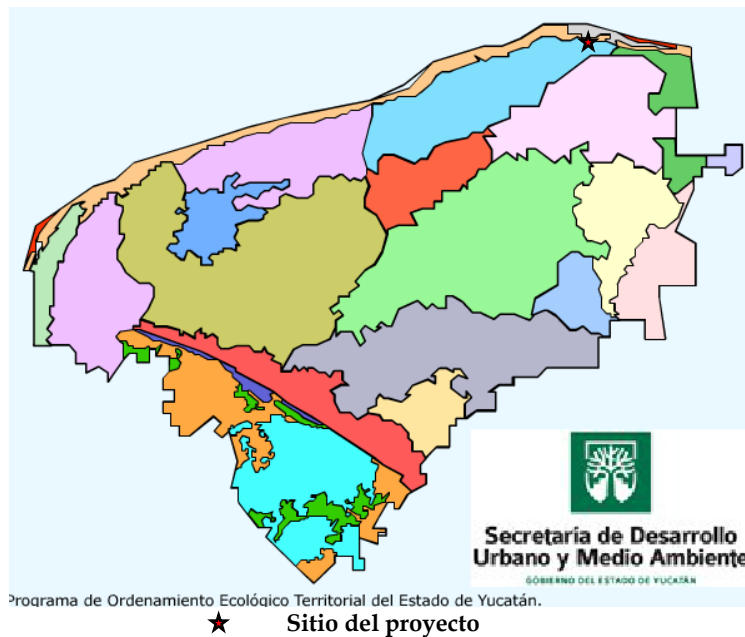 Secretaría de Desarrollo
Urbano y Medio Ambiente
GOBIERNO DEL ESTADO DE YUCATÁN
Programa de Ordenamiento Ecológico Territorial del Estado de Yucatán.
Sitio del proyecto